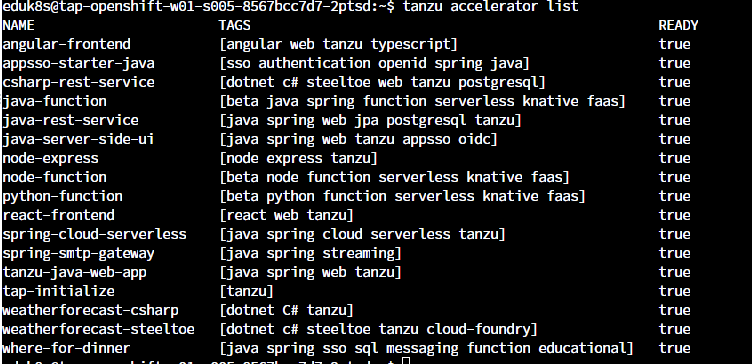 eduk8s@tap-openshift-w01-s005-8567bcc7d7-2ptsd:~$ tanzu accelerator list
NAME TAGS READY
angular-frontend [angular web tanzu typescript] true
appsso-starter-java [sso authentication openid spring java] true
csharp-rest-service [dotnet c# steeltoe web tanzu postgresql] true
java-function [beta java spring function serverless knative faas] true
java-rest-service [java spring web jpa postgresql tanzu] true
java-server-side-ui [java spring web tanzu appsso oidc] true
node-express [node express tanzu] true
node-function [beta node function serverless knative faas] true
python-function [beta python function serverless knative faas] true
react-frontend [react web tanzu] true
spring-cloud-serverless [java spring cloud serverless tanzu] true
spring-smtp-gateway [java spring streaming] true
tanzu-java-web-app [java spring web tanzu] true
tap-initialize [tanzu] true
weatherforecast-csharp [dotnet C# tanzu] true
weatherforecast-steeltoe [dotnet c# steeltoe tanzu cloud-foundry] true
where-for-dinner [java spring sso sql messaging function educational] true
eduk8s@tap-openshift-w01-s005-8567bcc7d7-2ptsd:~$